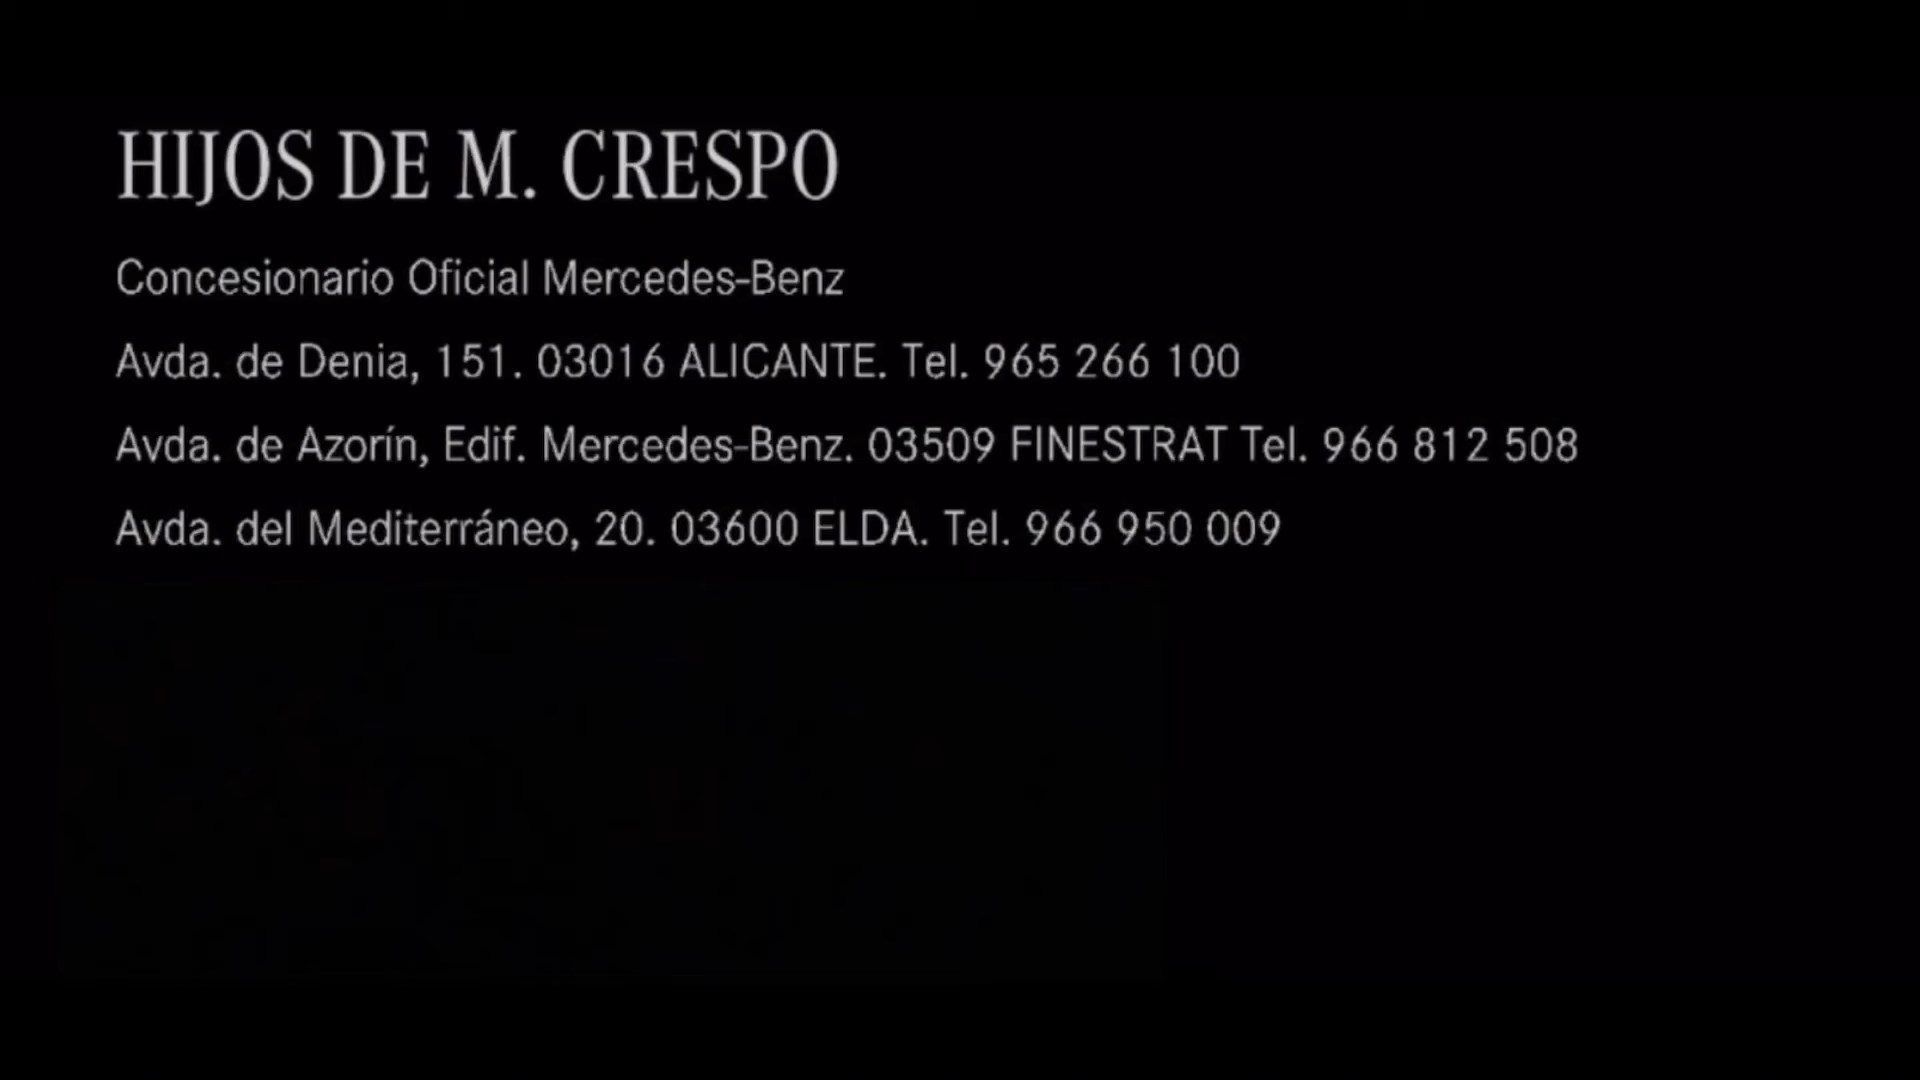 HIJOS DE M. CRESPO
Concesionario Oficial Mercedes-Benz
Avda. de Denia, 151. 03016 ALICANTE. Tel. 965 266 100
Avda. de Azorín, Edif. Mercedes-Benz. 03509 FINESTRAT Tel. 966 812 508
Avda. del Mediterráneo, 20. 03600 ELDA. Tel. 966 950 009